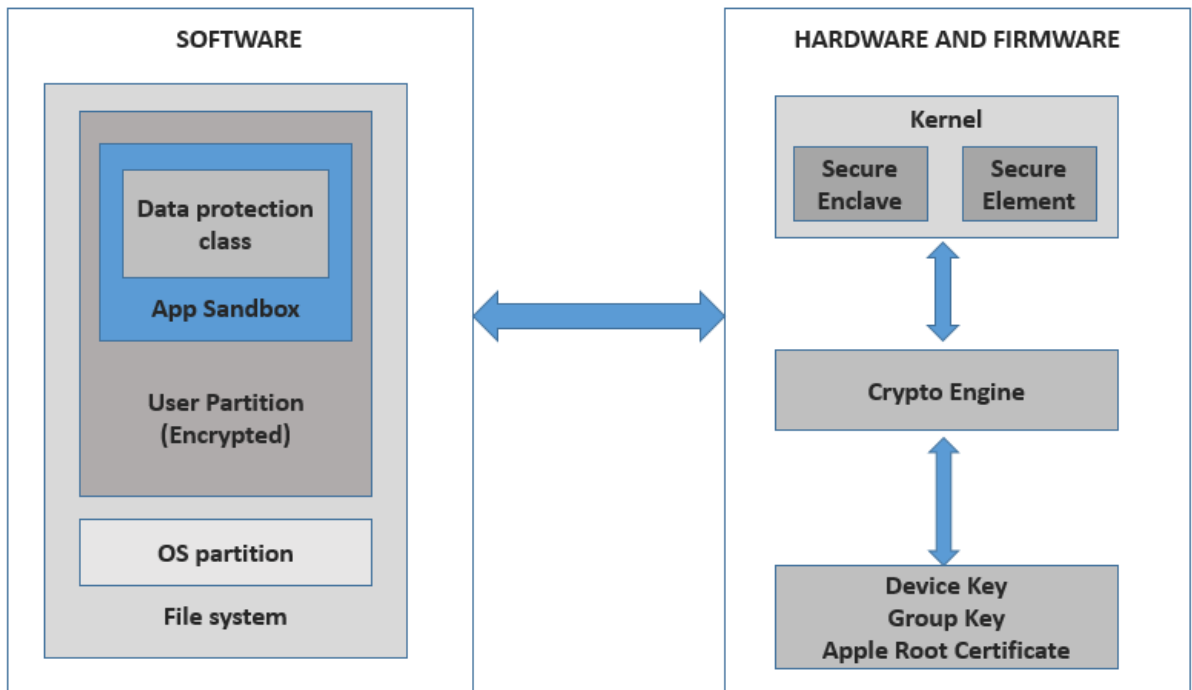 SOFTWARE
Data protection
class
App Sandbox
User Partition
(Encrypted)
OS partition
File system
HARDWARE AND FIRMWARE
Kernel
Secure
Enclave
Secure
Element
Crypto Engine
Device Key
Group Key
Apple Root Certificate